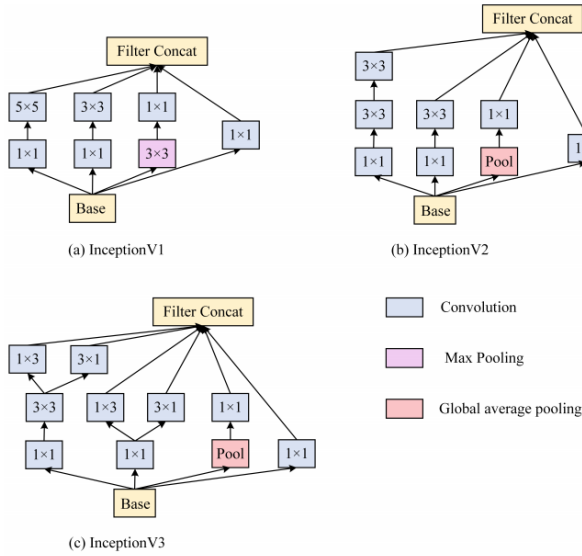 Filter Concat
5×5
3×3
1×1
1×1
1×1
1×1
3×3
Base
(a) InceptionV1
Filter Concat
3×3
3×3
3×3
1×1
1×1
1×1
Pool
Base
(b) InceptionV2
Filter Concat
1×3
3×1
3×3
1×3
3×1
1×1
1×1
1×1
Pool
1×1
Base
(c) InceptionV3
Convolution
Max Pooling
Global average pooling